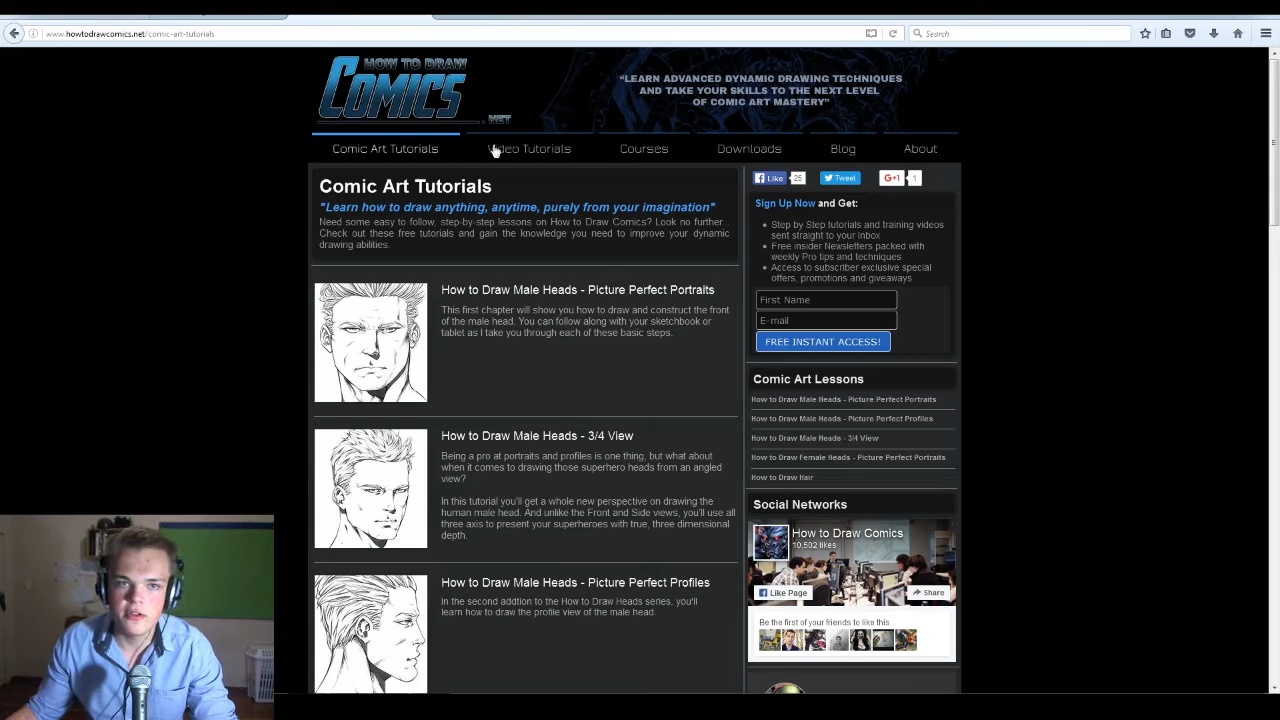 www.howtodrawcomics.net/comic-art-tutorials
Search
HOW TO DRAW
COMICS
.NET
"LEARN ADVANCED DYNAMIC DRAWING TECHNIQUES
AND TAKE YOUR SKILLS TO THE NEXT LEVEL
OF COMIC ART MASTERY"
Comic Art Tutorials
Video Tutorials
Courses
Downloads
Blog
About
Comic Art Tutorials
"Learn how to draw anything, anytime, purely from your imagination"
Need some easy to follow, step-by-step lessons on How to Draw Comics? Look no further...
Check out these free tutorials and gain the knowledge you need to improve your dynamic
drawing abilities.
How to Draw Male Heads - Picture Perfect Portraits
This first chapter will show you how to draw and construct the front
of the male head. You can follow along with your sketchbook or
tablet as I take you through each of these basic steps.
How to Draw Male Heads - 3/4 View
Being a pro at portraits and profiles is one thing, but what about
when it comes to drawing those superhero heads from an angled
view?
In this tutorial you'll get a whole new perspective on drawing the
human male head. And unlike the Front and Side views, you'll use all
three axis to present your superheroes with true, three dimensional
depth.
How to Draw Male Heads - Picture Perfect Profiles
In the second addtion to the How to Draw Heads series, you'll
learn how to draw the profile view of the male head.
Like 25
Tweet
G+1 1
Sign Up Now and Get:
Step by Step tutorials and training videos
sent straight to your Inbox
Free insider Newsletters packed with
weekly Pro tips and techniques
Access to subscriber exclusive special
offers, promotions and giveaways
First Name
E-mail
FREE INSTANT ACCESS!
Comic Art Lessons
How to Draw Male Heads - Picture Perfect Portraits
How to Draw Male Heads - Picture Perfect Profiles
How to Draw Male Heads - 3/4 View
How to Draw Female Heads - Picture Perfect Portraits
How to Draw Hair
Social Networks
How to Draw Comics
10,502 likes
Like Page
Share
Be the first of your friends to like this